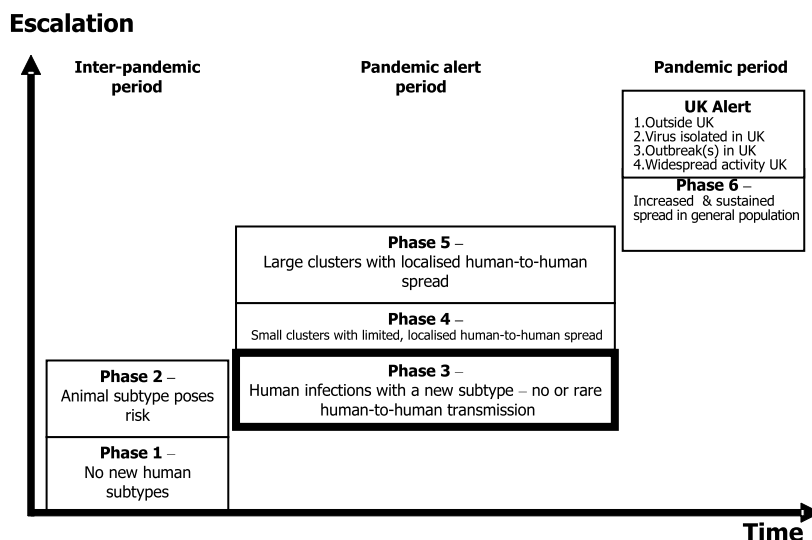 Escalation
Inter-pandemic
period
Pandemic alert
period
Pandemic period
UK Alert
1.Outside UK
2.Virus isolated in UK
3.Outbreak(s) in UK
4.Widespread activity UK
Phase 6 –
Increased & sustained
spread in general population
Phase 5 –
Large clusters with localised human-to-human
spread
Phase 4 –
Small clusters with limited, localised human-to-human spread
Phase 3 –
Human infections with a new subtype – no or rare
human-to-human transmission
Phase 2 –
Animal subtype poses
risk
Phase 1 –
No new human
subtypes
Time